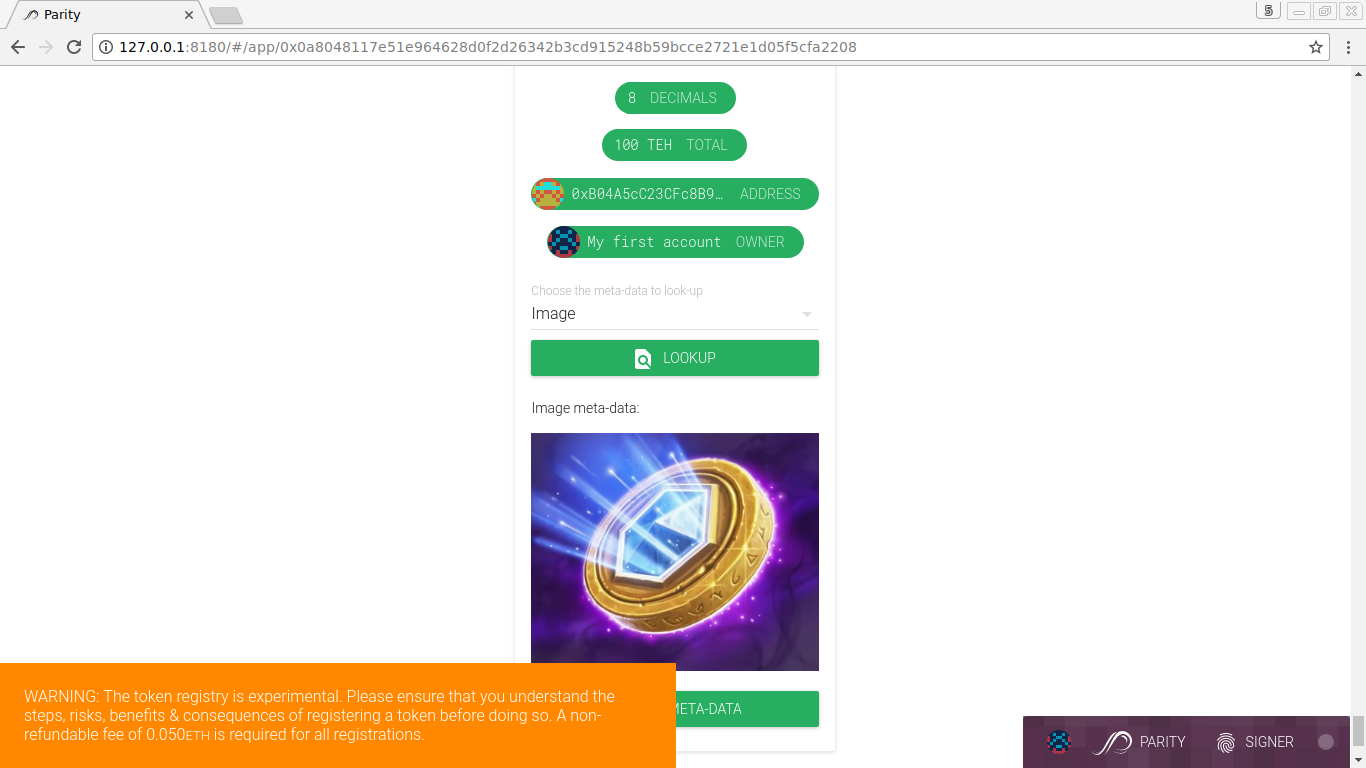 Parity
5
127.0.0.1:8180/#/app/0x0a8048117e51e964628d0f2d26342b3cd915248b59bcce2721e1d05f5cfa2208
8 DECIMALS
100 TEH TOTAL
0xB04A5cC23CFc8B9… ADDRESS
My first account OWNER
Choose the meta-data to look-up
Image
LOOKUP
Image meta-data:
META-DATA
WARNING: The token registry is experimental. Please ensure that you understand the
steps, risks, benefits & consequences of registering a token before doing so. A non-
refundable fee of 0.050ETH is required for all registrations.
PARITY SIGNER